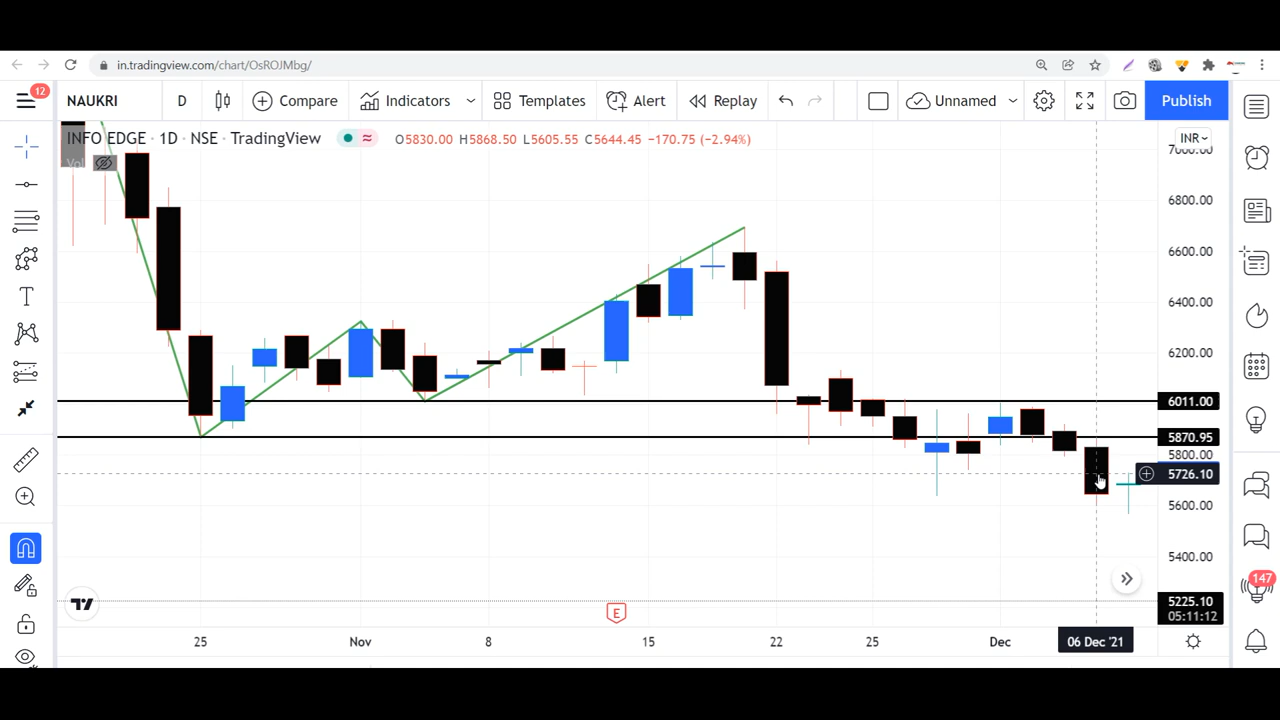 in.tradingview.com/chart/OsROJMbg/
12
NAUKRI D Compare Indicators Templates Alert Replay Unnamed Publish
INFO EDGE · 1D · NSE · TradingView O5830.00 H5868.50 L5605.55 C5644.45 −170.75 (−2.94%)
INR
Vol
7000.00
6800.00
6600.00
6400.00
6200.00
6011.00
5870.95
5800.00
5726.10
5600.00
5400.00
5225.10
05:11:12
E
147
25 Nov 8 15 22 25 Dec 06 Dec '21